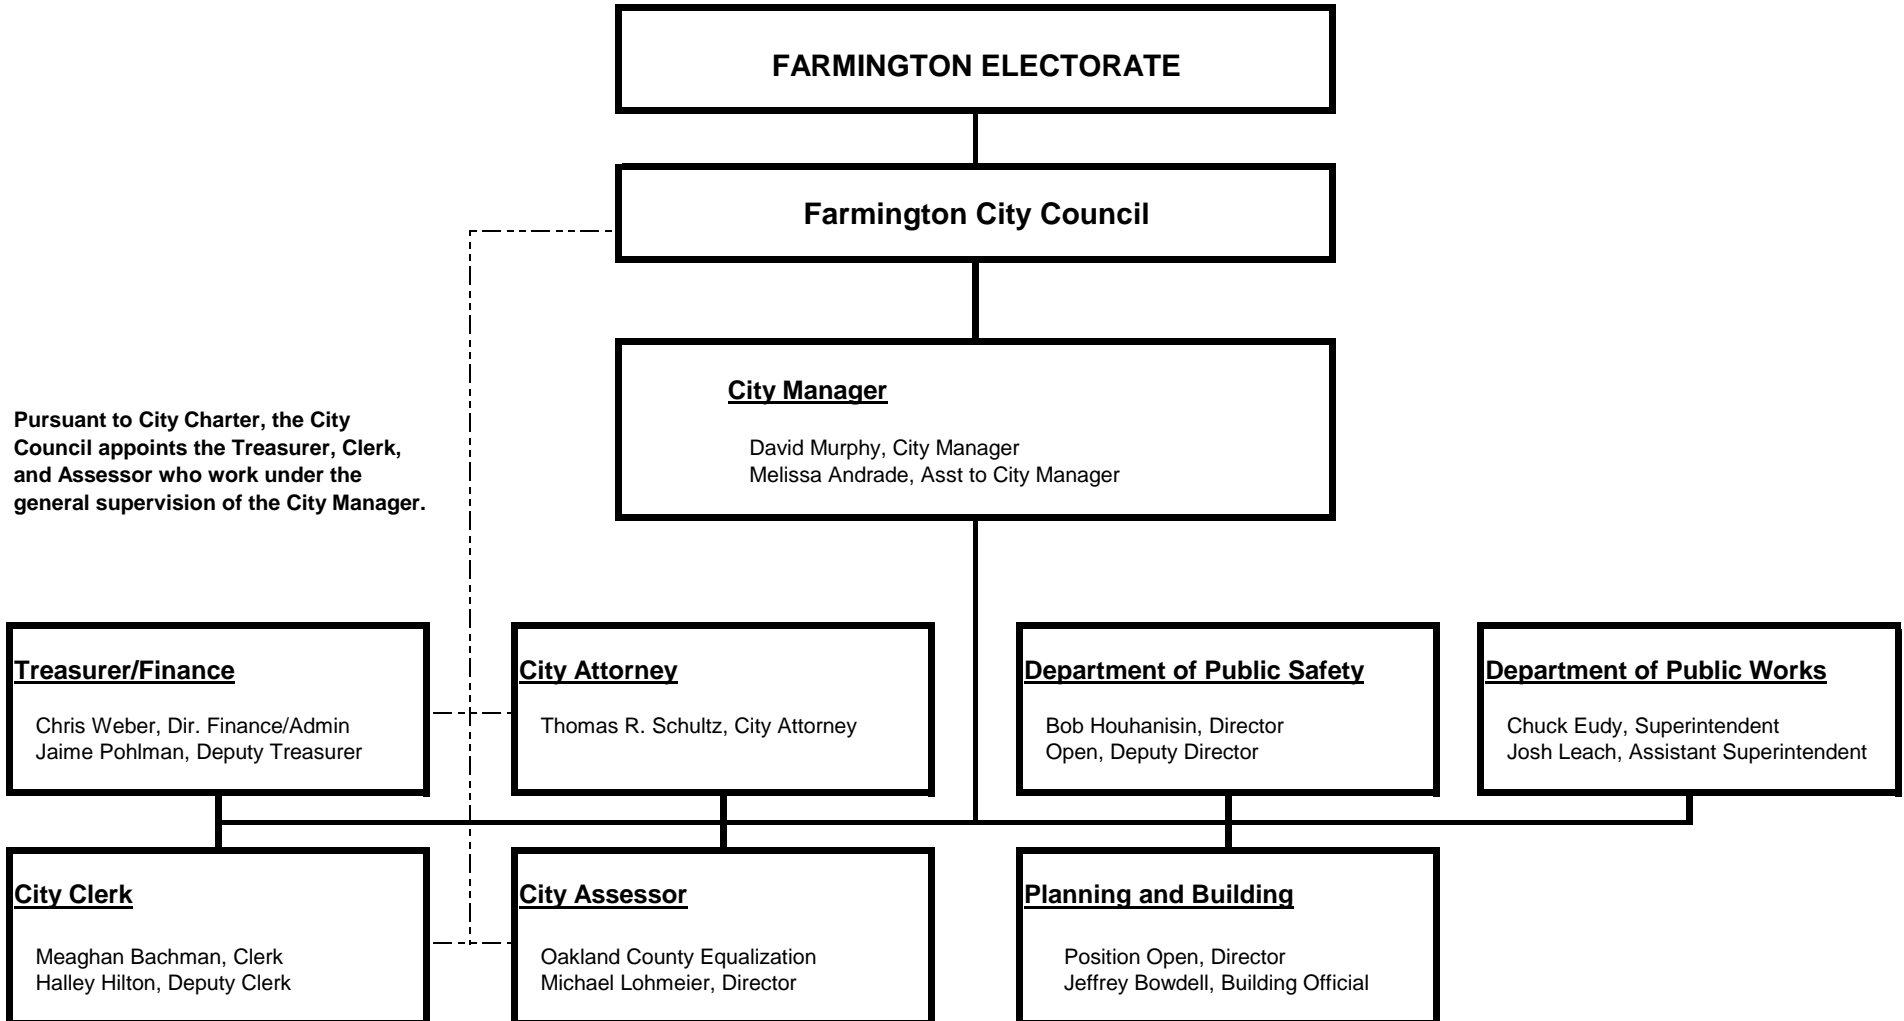 FARMINGTON ELECTORATE
Farmington City Council
City Manager
David Murphy, City Manager
Melissa Andrade, Asst to City Manager
Pursuant to City Charter, the City
Council appoints the Treasurer, Clerk,
and Assessor who work under the
general supervision of the City Manager.
Treasurer/Finance
Chris Weber, Dir. Finance/Admin
Jaime Pohlman, Deputy Treasurer
City Attorney
Thomas R. Schultz, City Attorney
Department of Public Safety
Bob Houhanisin, Director
Open, Deputy Director
Department of Public Works
Chuck Eudy, Superintendent
Josh Leach, Assistant Superintendent
City Clerk
Meaghan Bachman, Clerk
Halley Hilton, Deputy Clerk
City Assessor
Oakland County Equalization
Michael Lohmeier, Director
Planning and Building
Position Open, Director
Jeffrey Bowdell, Building Official